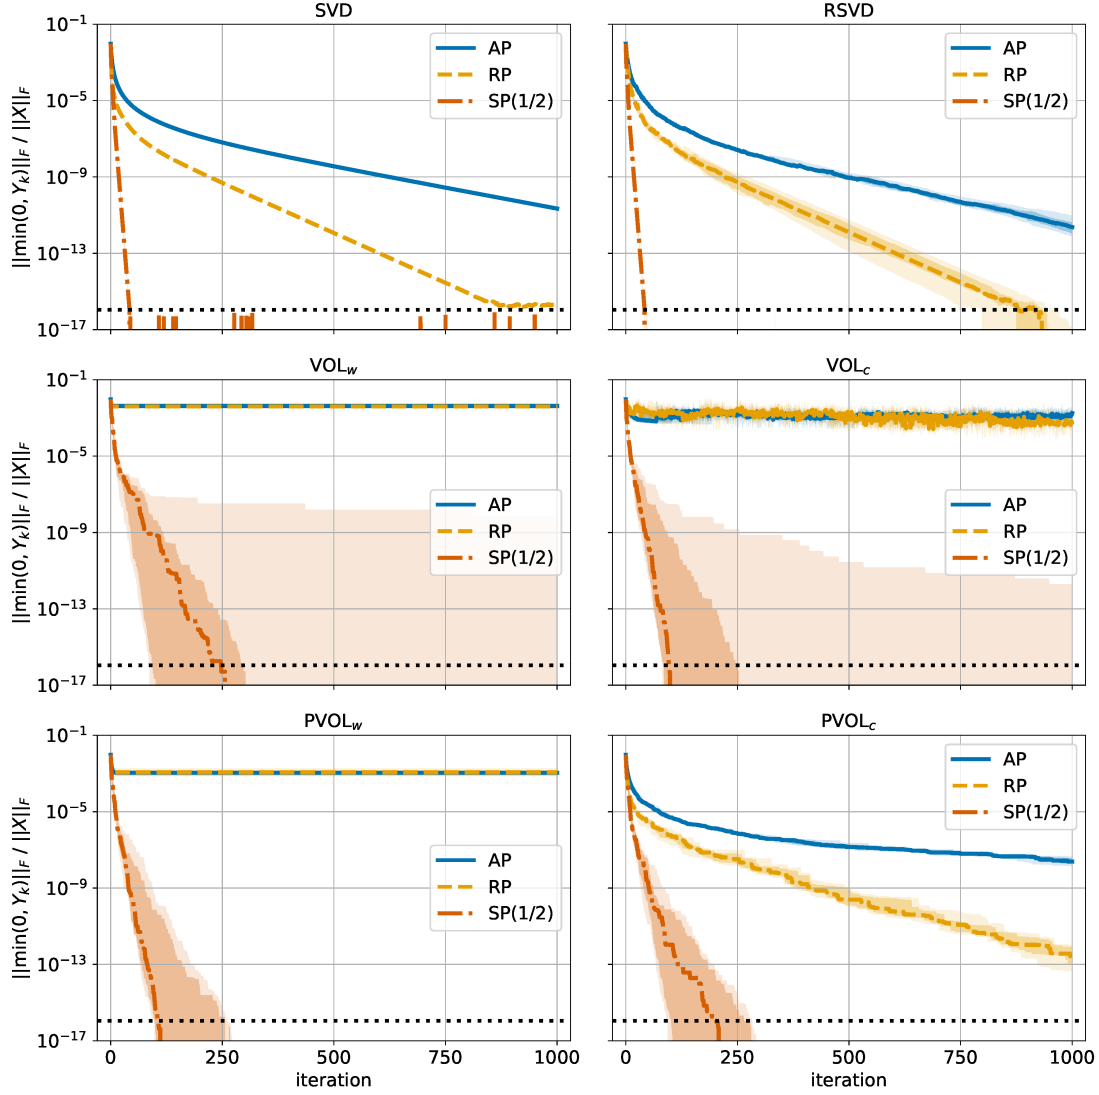 SVD
RSVD
||min(0, Y_k)||_F / ||X||_F
10^−1
10^−5
10^−9
10^−13
10^−17
AP
RP
SP(1/2)
AP
RP
SP(1/2)
VOL_w
VOL_c
||min(0, Y_k)||_F / ||X||_F
10^−1
10^−5
10^−9
10^−13
10^−17
AP
RP
SP(1/2)
AP
RP
SP(1/2)
PVOL_w
PVOL_c
||min(0, Y_k)||_F / ||X||_F
10^−1
10^−5
10^−9
10^−13
10^−17
AP
RP
SP(1/2)
AP
RP
SP(1/2)
0 250 500 750 1000
0 250 500 750 1000
iteration
iteration